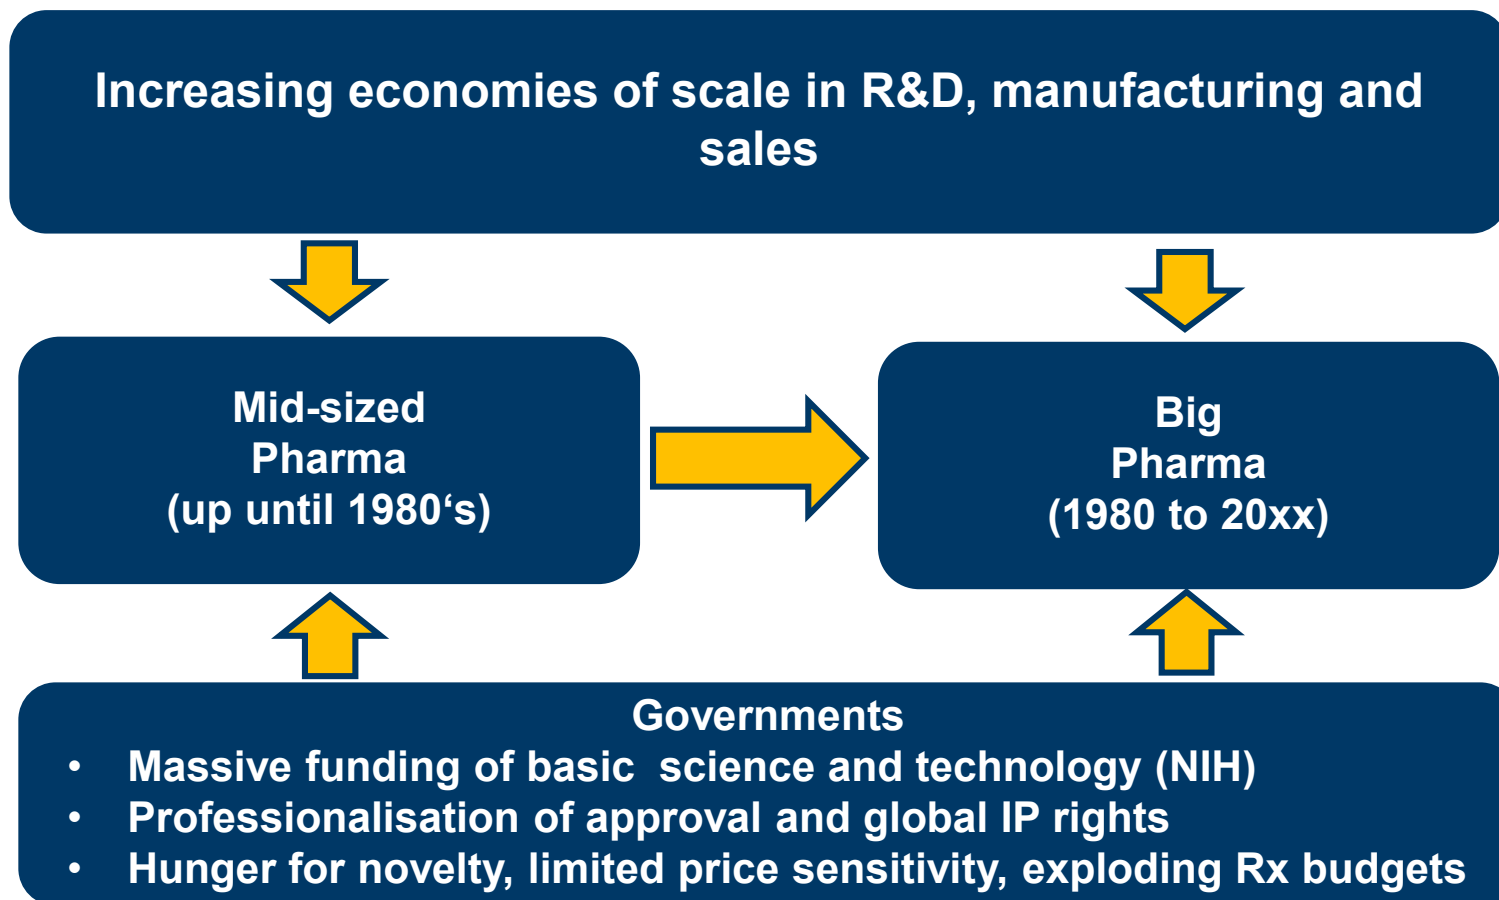 Increasing economies of scale in R&D, manufacturing and
sales
Mid-sized
Pharma
(up until 1980‘s)
Big
Pharma
(1980 to 20xx)
Governments
• Massive funding of basic  science and technology (NIH)
• Professionalisation of approval and global IP rights
• Hunger for novelty, limited price sensitivity, exploding Rx budgets